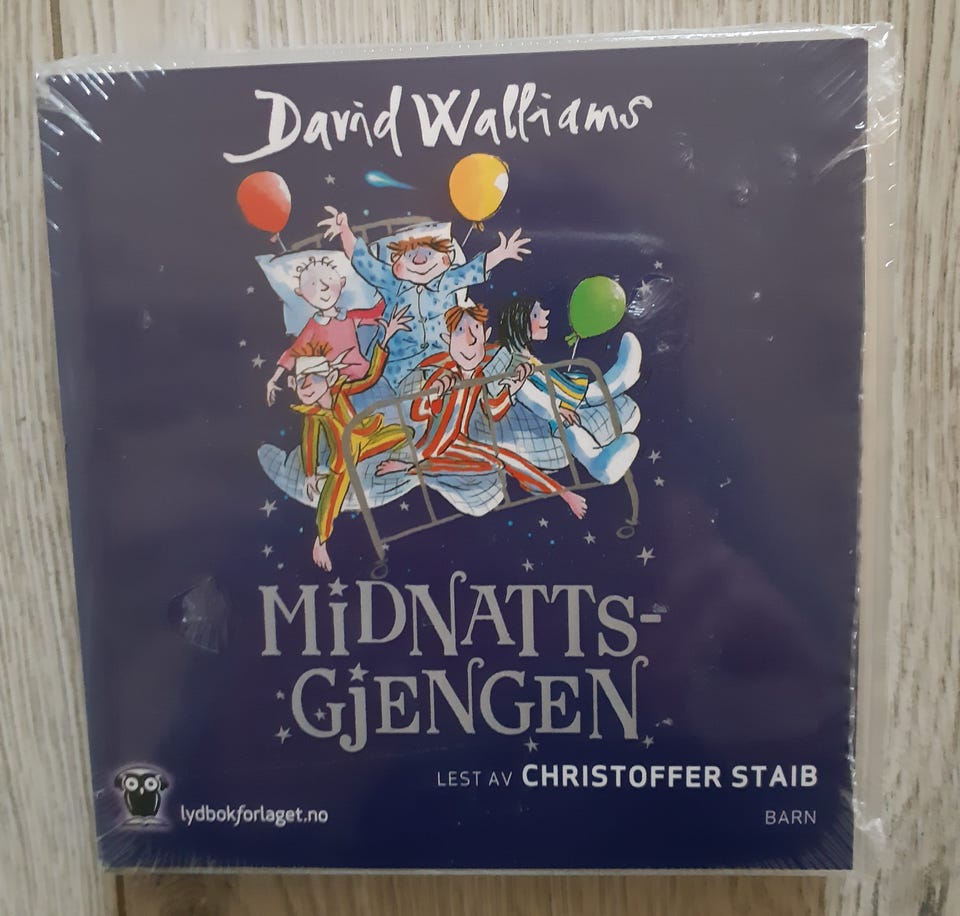 David Walliams
MiDNATTS-
GjENGEN
LEST AV CHRISTOFFER STAIB
lydbokforlaget.no
BARN